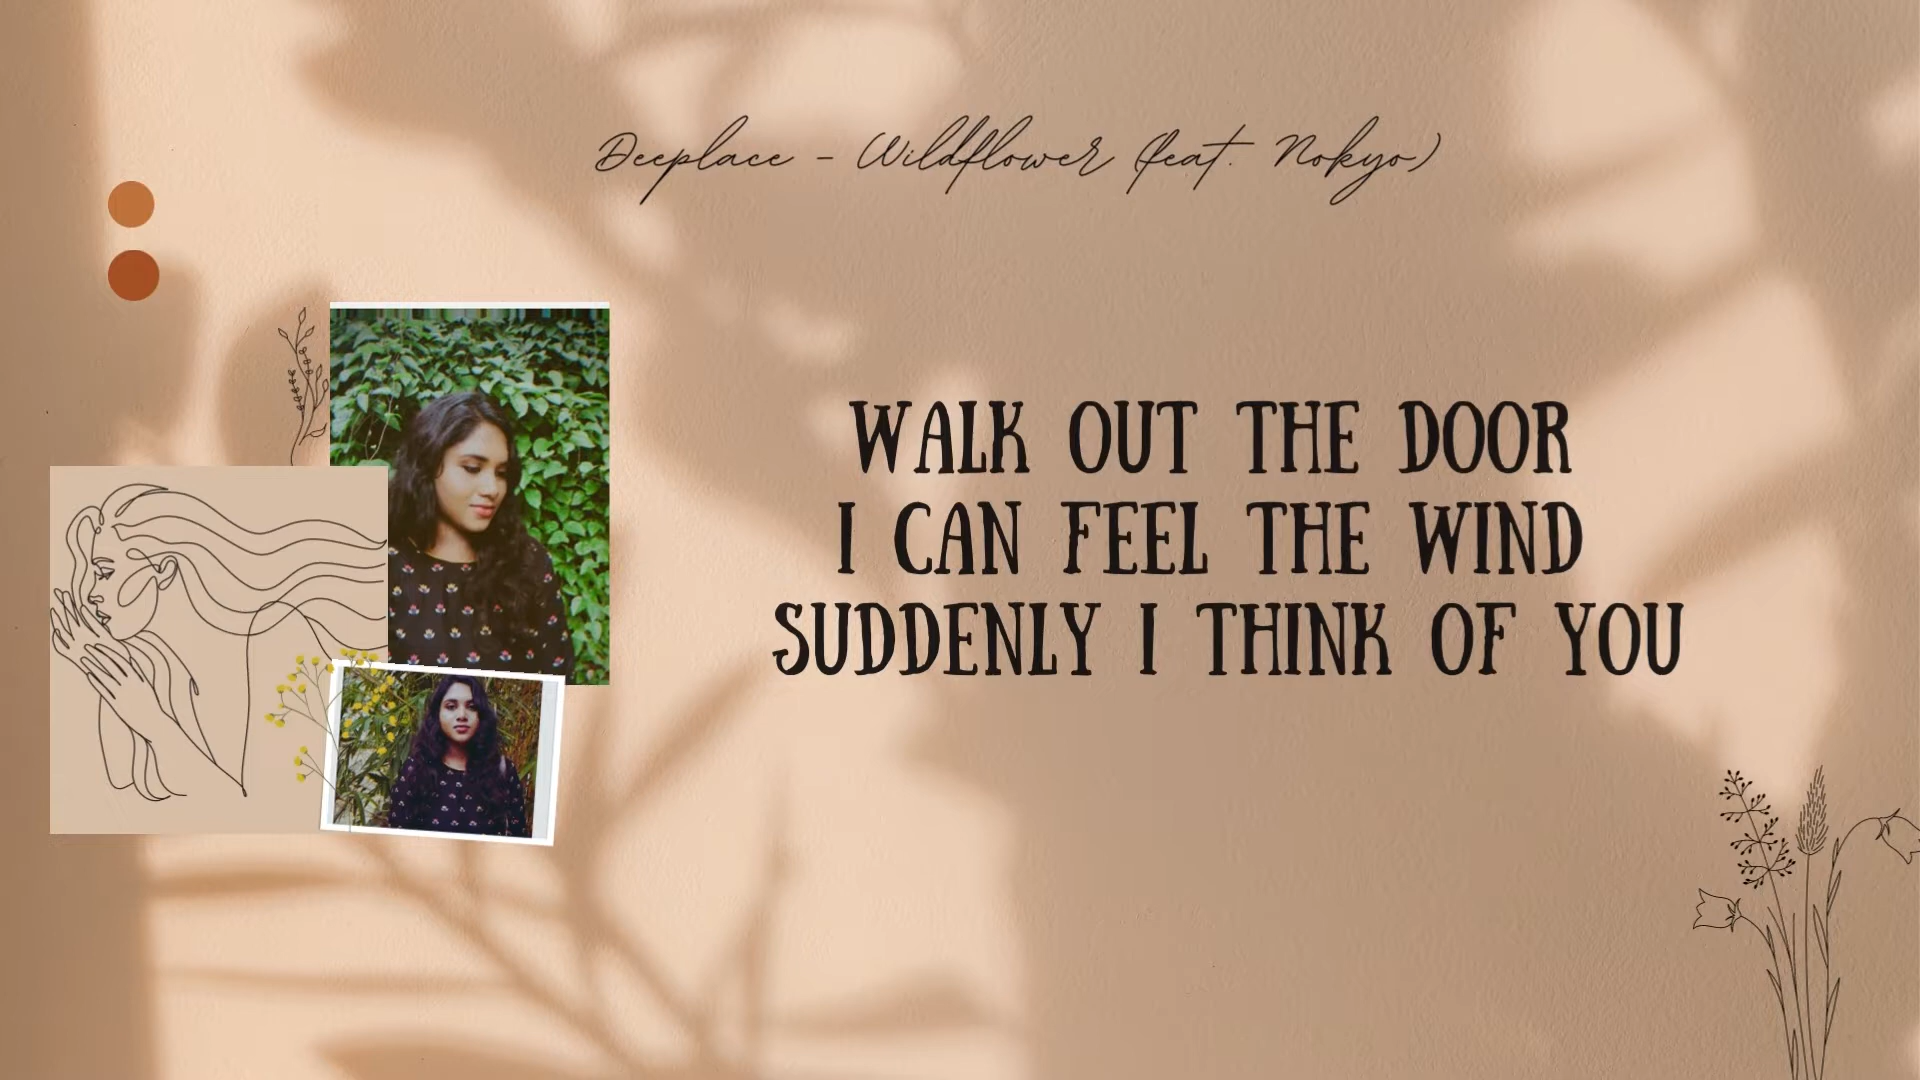 Deeplace - Wildflower (feat. Nokyo)
WALK OUT THE DOOR
I CAN FEEL THE WIND
SUDDENLY I THINK OF YOU